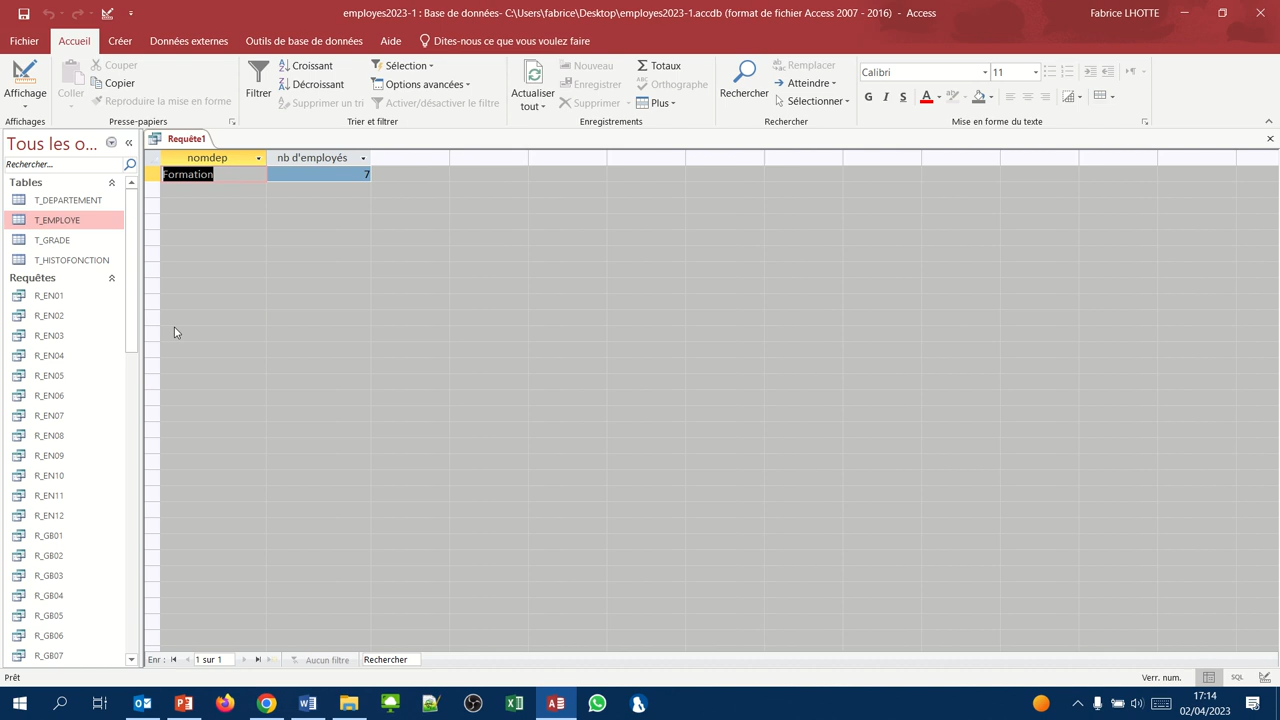 employes2023-1 : Base de données- C:\Users\fabrice\Desktop\employes2023-1.accdb (format de fichier Access 2007 - 2016) - Access
Fabrice LHOTTE
Fichier Accueil Créer Données externes Outils de base de données Aide Dites-nous ce que vous voulez faire
Affichage
Affichages
Coller
Couper
Copier
Reproduire la mise en forme
Presse-papiers
Filtrer
Croissant
Décroissant
Supprimer un tri
Sélection
Options avancées
Activer/désactiver le filtre
Trier et filtrer
Actualiser
tout
Nouveau
Enregistrer
Supprimer
Totaux
Orthographe
Plus
Enregistrements
Rechercher
Remplacer
Atteindre
Sélectionner
Rechercher
Calibri 11
G I S
Mise en forme du texte
Tous les o...
Rechercher...
Tables
T_DEPARTEMENT
T_EMPLOYE
T_GRADE
T_HISTOFONCTION
Requêtes
R_EN01
R_EN02
R_EN03
R_EN04
R_EN05
R_EN06
R_EN07
R_EN08
R_EN09
R_EN10
R_EN11
R_EN12
R_GB01
R_GB02
R_GB03
R_GB04
R_GB05
R_GB06
R_GB07
Requête1
nomdep nb d'employés
Formation 7
Enr : 1 sur 1 Aucun filtre Rechercher
Prêt
Verr. num.
SQL
17:14
02/04/2023